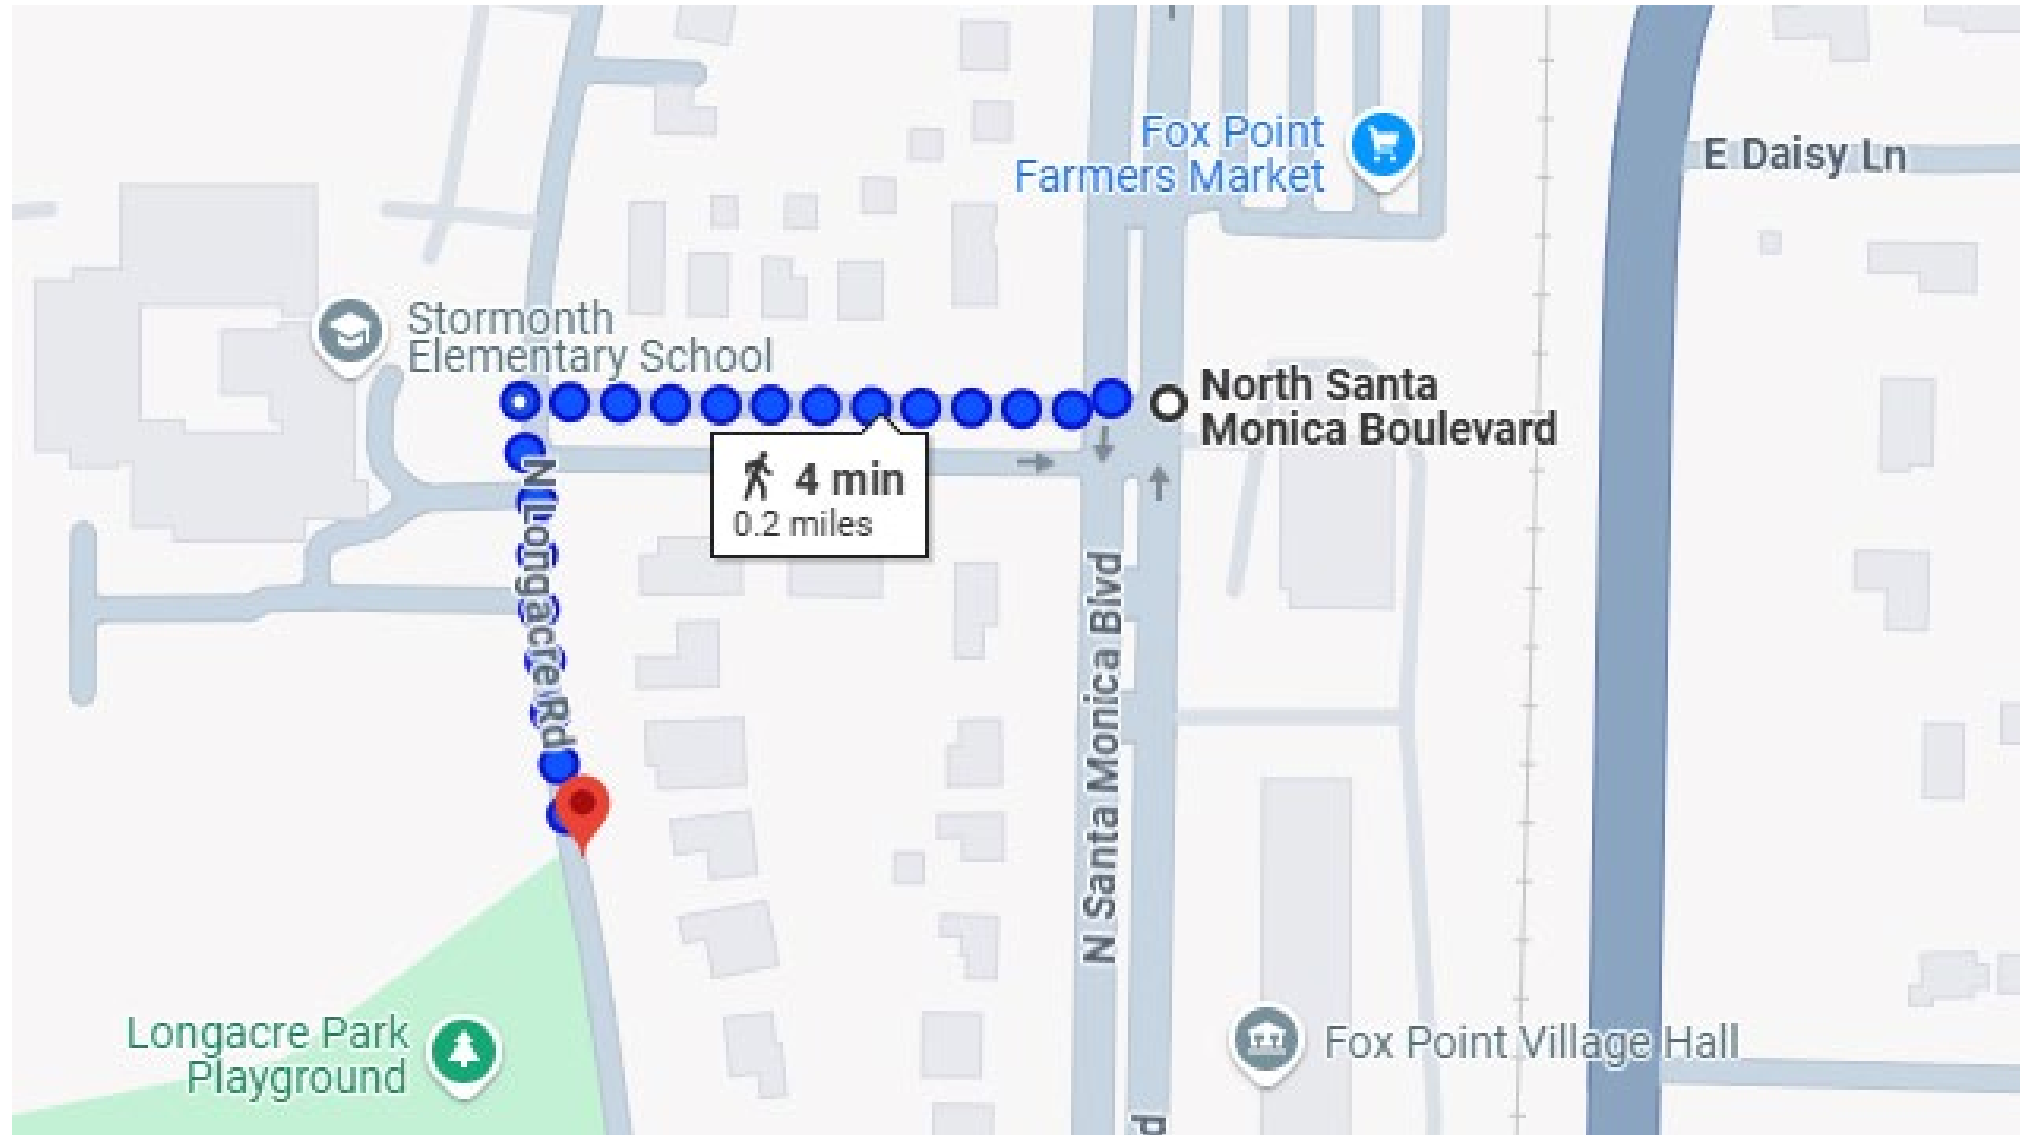 Fox Point
Farmers Market
E Daisy Ln
Stormonth
Elementary School
North Santa
Monica Boulevard
4 min
0.2 miles
N Longacre Rd
N Santa Monica Blvd
Longacre Park
Playground
Fox Point Village Hall
d